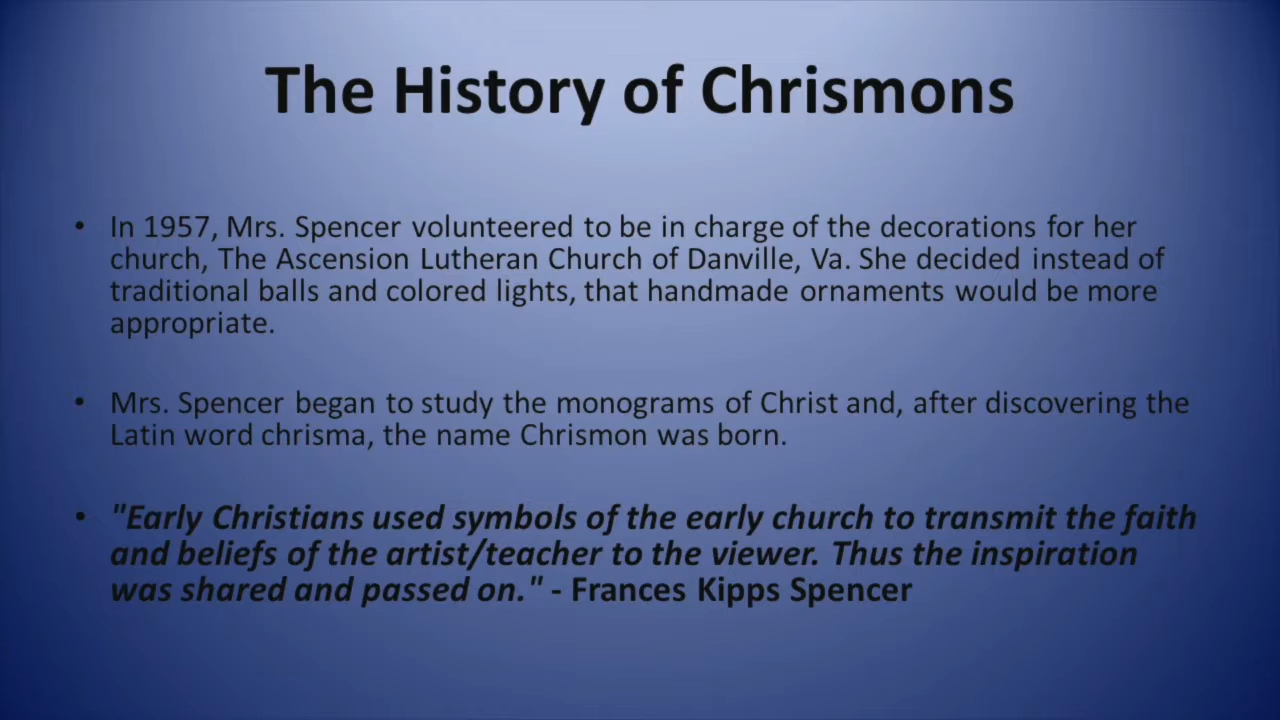 The History of Chrismons
• In 1957, Mrs. Spencer volunteered to be in charge of the decorations for her
church, The Ascension Lutheran Church of Danville, Va. She decided instead of
traditional balls and colored lights, that handmade ornaments would be more
appropriate.
• Mrs. Spencer began to study the monograms of Christ and, after discovering the
Latin word chrisma, the name Chrismon was born.
• "Early Christians used symbols of the early church to transmit the faith
and beliefs of the artist/teacher to the viewer. Thus the inspiration
was shared and passed on." - Frances Kipps Spencer